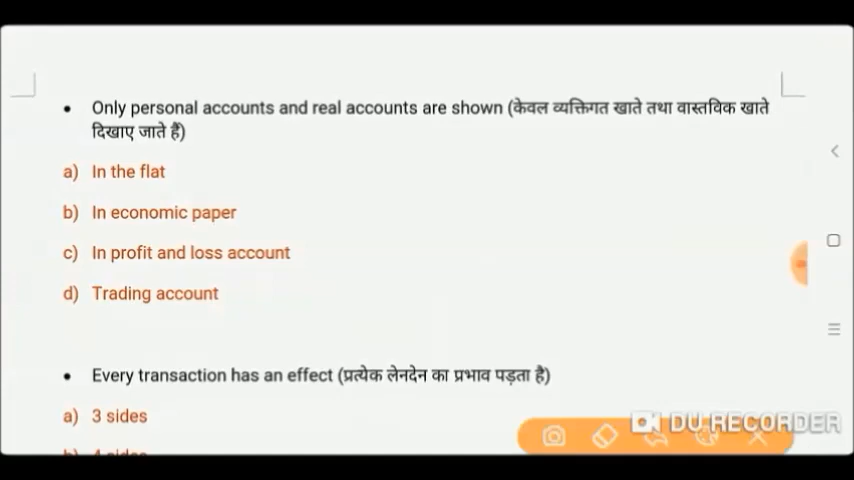 • Only personal accounts and real accounts are shown (केवल व्यक्तिगत खाते तथा वास्तविक खाते
दिखाए जाते हैं)
a) In the flat
b) In economic paper
c) In profit and loss account
d) Trading account
• Every transaction has an effect (प्रत्येक लेनदेन का प्रभाव पड़ता है)
a) 3 sides
DU RECORDER
b) 4 sides